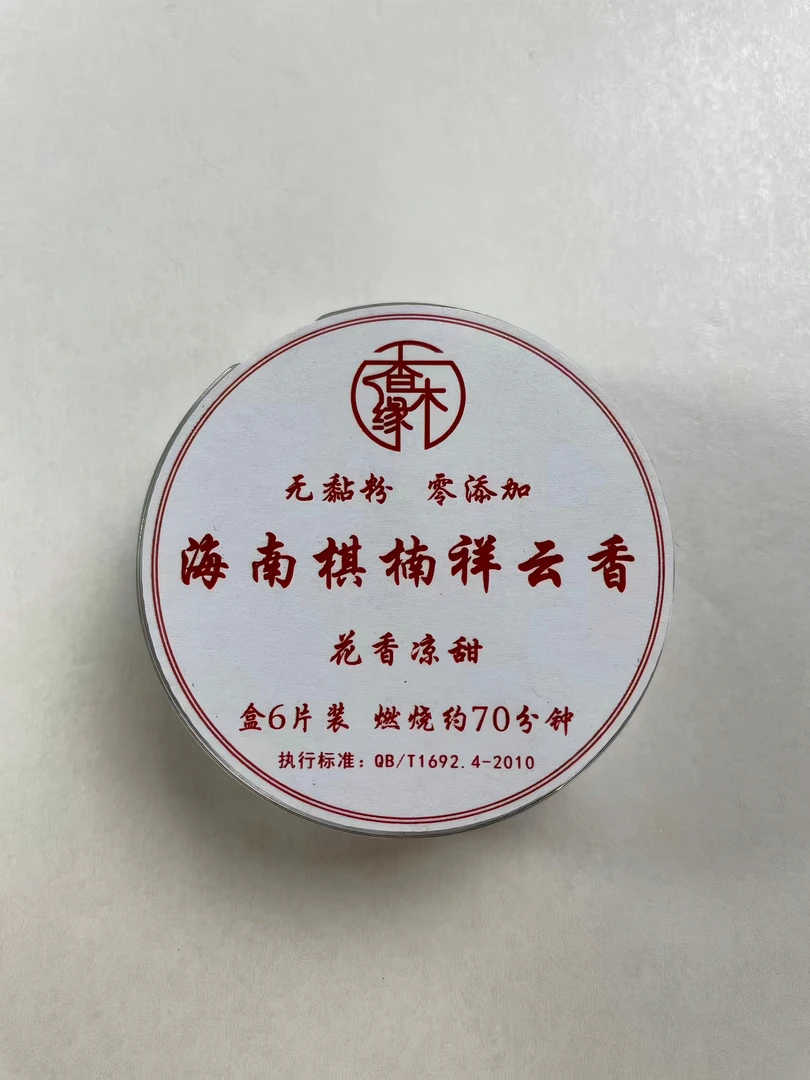 香木缘
无黏粉 零添加
海南棋楠祥云香
花香凉甜
盒6片装 燃烧约70分钟
执行标准：QB/T1692.4-2010